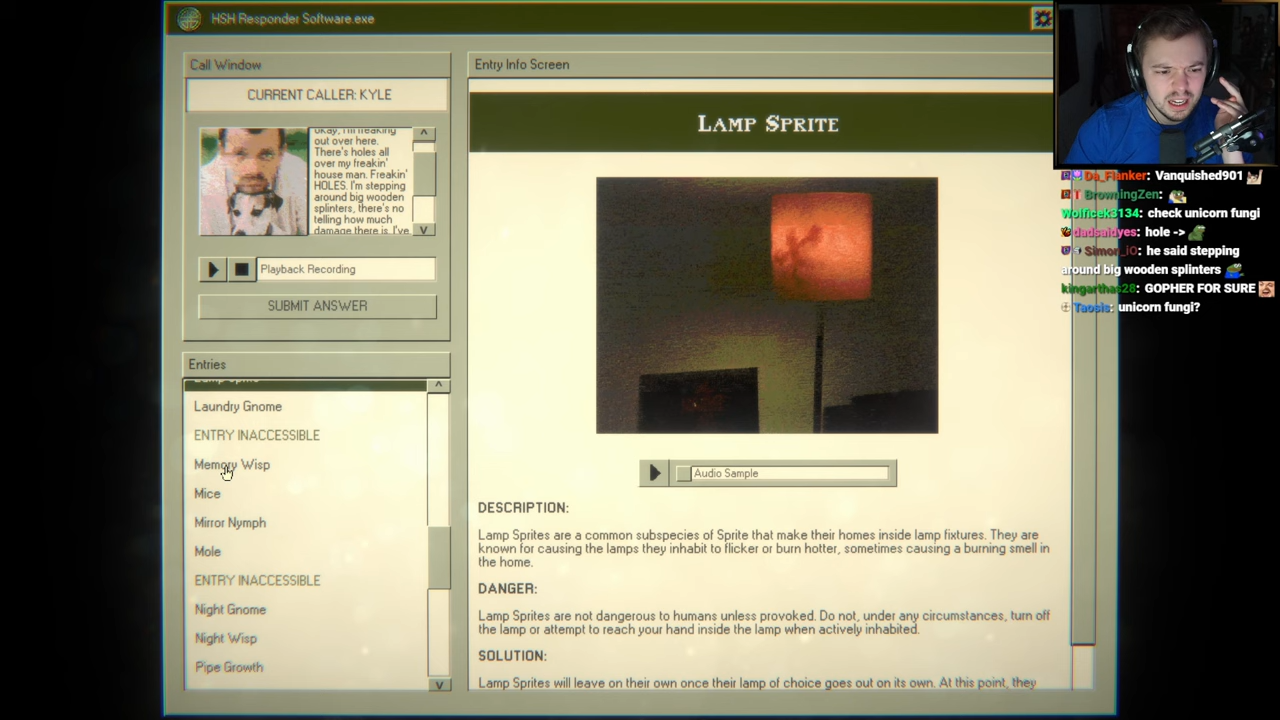 HSH Responder Software.exe
Call Window
CURRENT CALLER: KYLE
okay, I'm freaking
out over here.
There's holes all
over my freakin'
house man. Freakin'
HOLES. I'm stepping
around big wooden
splinters, there's no
telling how much
damage there is. I've
Playback Recording
SUBMIT ANSWER
Entries
Laundry Gnome
ENTRY INACCESSIBLE
Memory Wisp
Mice
Mirror Nymph
Mole
ENTRY INACCESSIBLE
Night Gnome
Night Wisp
Pipe Growth
Entry Info Screen
LAMP SPRITE
Audio Sample
DESCRIPTION:
Lamp Sprites are a common subspecies of Sprite that make their homes inside lamp fixtures. They are
known for causing the lamps they inhabit to flicker or burn hotter, sometimes causing a burning smell in
the home.
DANGER:
Lamp Sprites are not dangerous to humans unless provoked. Do not, under any circumstances, turn off
the lamp or attempt to reach your hand inside the lamp when actively inhabited.
SOLUTION:
Lamp Sprites will leave on their own once their lamp of choice goes out on its own. At this point, they
Da_Flanker: Vanquished901
BrowningZen:
Wolficek3134: check unicorn fungi
dadsaidyes: hole ->
Simor_iO: he said stepping
around big wooden splinters
kingarthas28: GOPHER FOR SURE
Taosis: unicorn fungi?